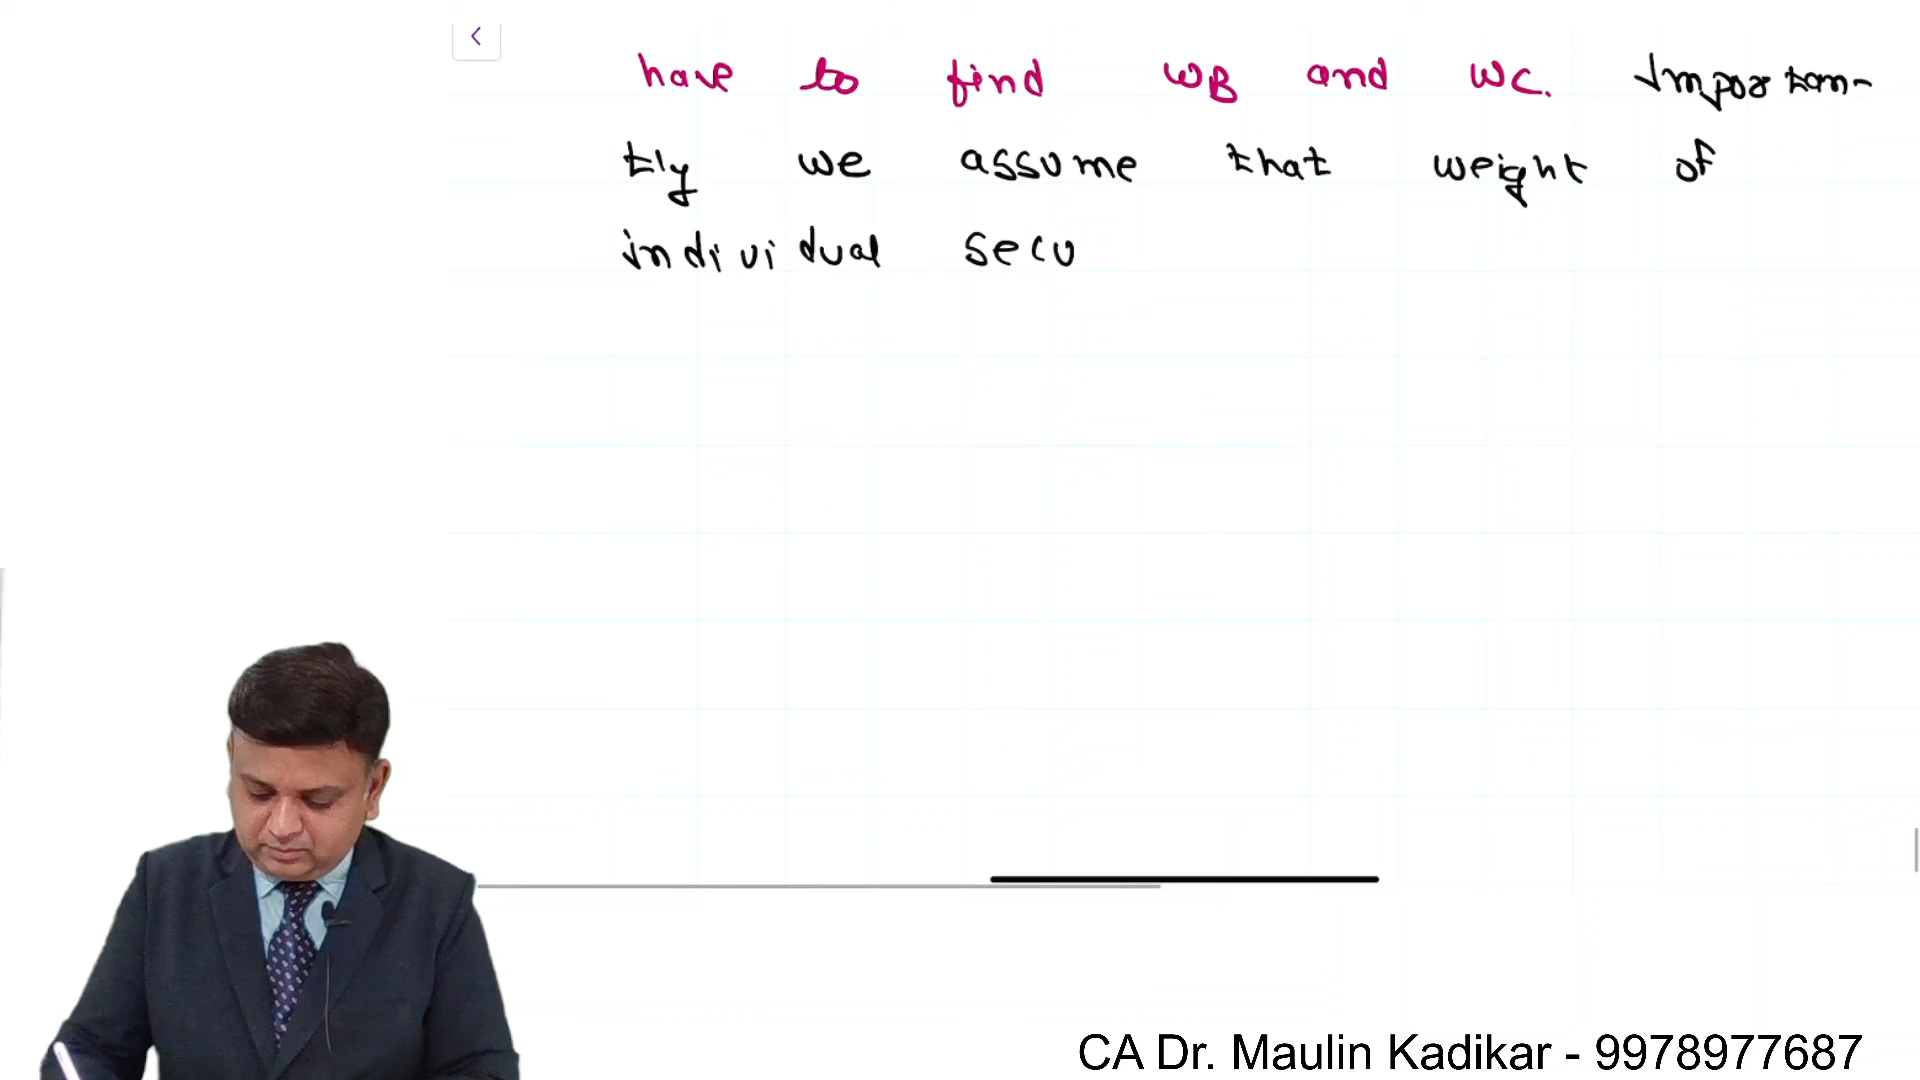 have to find WB and WC. Importan-
tly we assume that weight of
individual secu
CA Dr. Maulin Kadikar - 9978977687